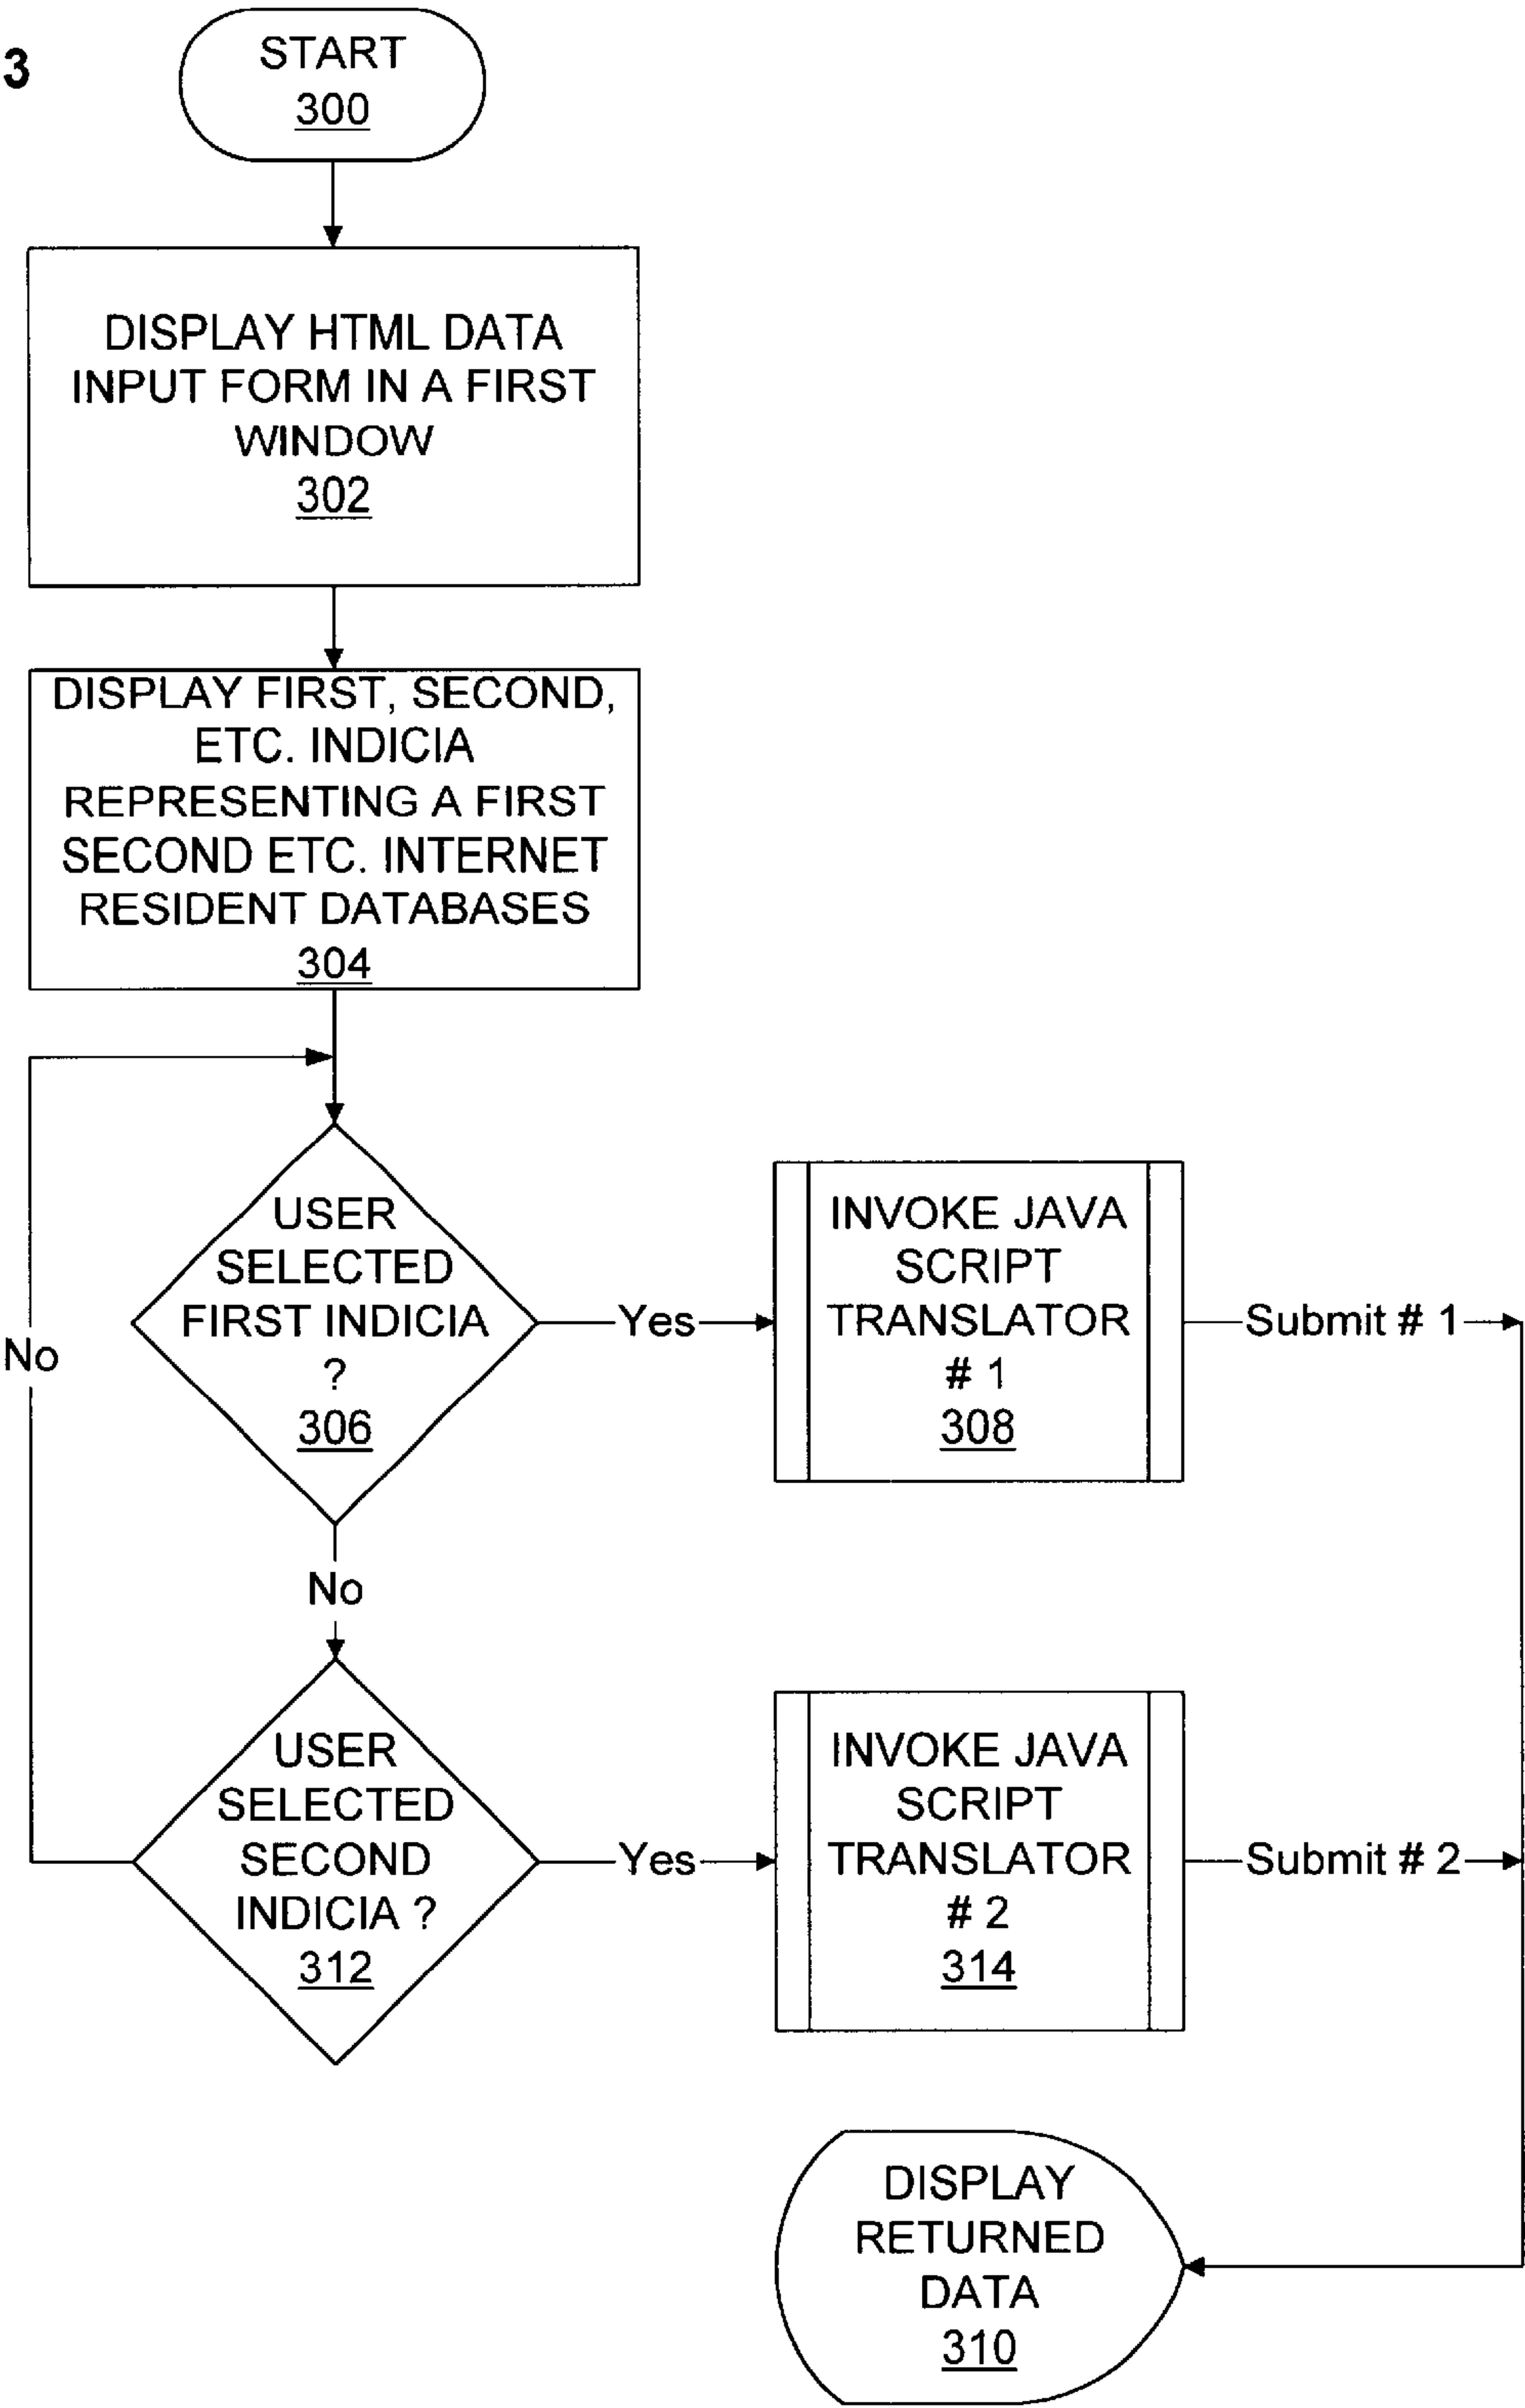 3
START
300
DISPLAY HTML DATA
INPUT FORM IN A FIRST
WINDOW
302
DISPLAY FIRST, SECOND,
ETC. INDICIA
REPRESENTING A FIRST
SECOND ETC. INTERNET
RESIDENT DATABASES
304
USER
SELECTED
FIRST INDICIA
?
306
Yes
INVOKE JAVA
SCRIPT
TRANSLATOR
# 1
308
Submit # 1
No
No
USER
SELECTED
SECOND
INDICIA ?
312
Yes
INVOKE JAVA
SCRIPT
TRANSLATOR
# 2
314
Submit # 2
DISPLAY
RETURNED
DATA
310